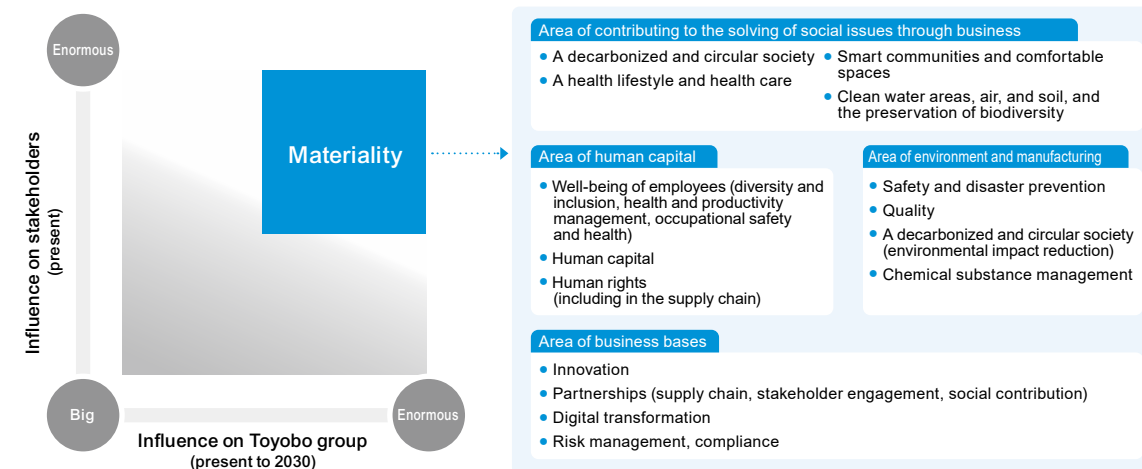 Enormous
Influence on stakeholders
(present)
Materiality
Big
Enormous
Influence on Toyobo group
(present to 2030)
Area of contributing to the solving of social issues through business
• A decarbonized and circular society
• A health lifestyle and health care
• Smart communities and comfortable
spaces
• Clean water areas, air, and soil, and
the preservation of biodiversity
Area of human capital
• Well-being of employees (diversity and
inclusion, health and productivity
management, occupational safety
and health)
• Human capital
• Human rights
(including in the supply chain)
Area of environment and manufacturing
• Safety and disaster prevention
• Quality
• A decarbonized and circular society
(environmental impact reduction)
• Chemical substance management
Area of business bases
• Innovation
• Partnerships (supply chain, stakeholder engagement, social contribution)
• Digital transformation
• Risk management, compliance